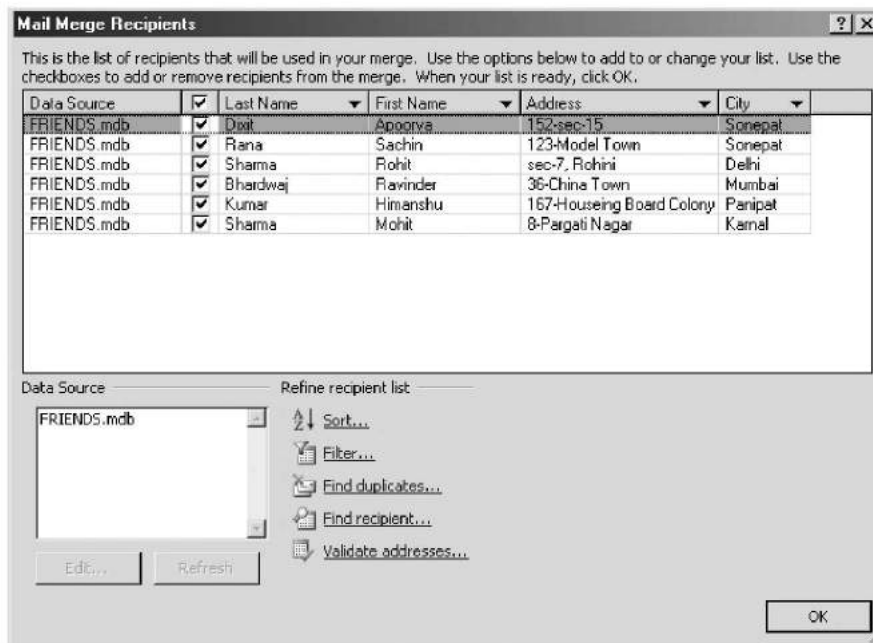 Mail Merge Recipients
This is the list of recipients that will be used in your merge. Use the options below to add to or change your list. Use the
checkboxes to add or remove recipients from the merge. When your list is ready, click OK.
Data Source Last Name First Name Address City
FRIENDS.mdb Dixit Apoorva 152-sec-15 Sonepat
FRIENDS.mdb Rana Sachin 123-Model Town Sonepat
FRIENDS.mdb Sharma Rohit sec-7, Rohini Delhi
FRIENDS.mdb Bhardwaj Ravinder 36-China Town Mumbai
FRIENDS.mdb Kumar Himanshu 167-Houseing Board Colony Panipat
FRIENDS.mdb Sharma Mohit 8-Pargati Nagar Karnal
Data Source
FRIENDS.mdb
Edit... Refresh
Refine recipient list
Sort...
Filter...
Find duplicates...
Find recipient...
Validate addresses...
OK